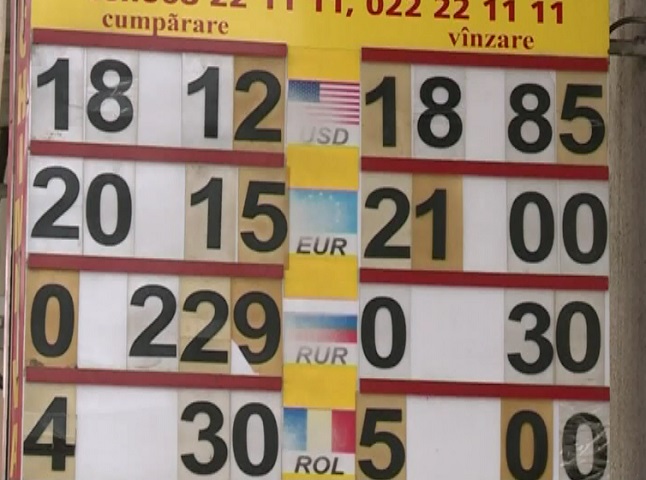 22 11 11, 022 22 11 11
cumpărare vînzare
18 12 USD 18 85
20 15 EUR 21 00
0 229 RUR 0 30
4 30 ROL 5 00